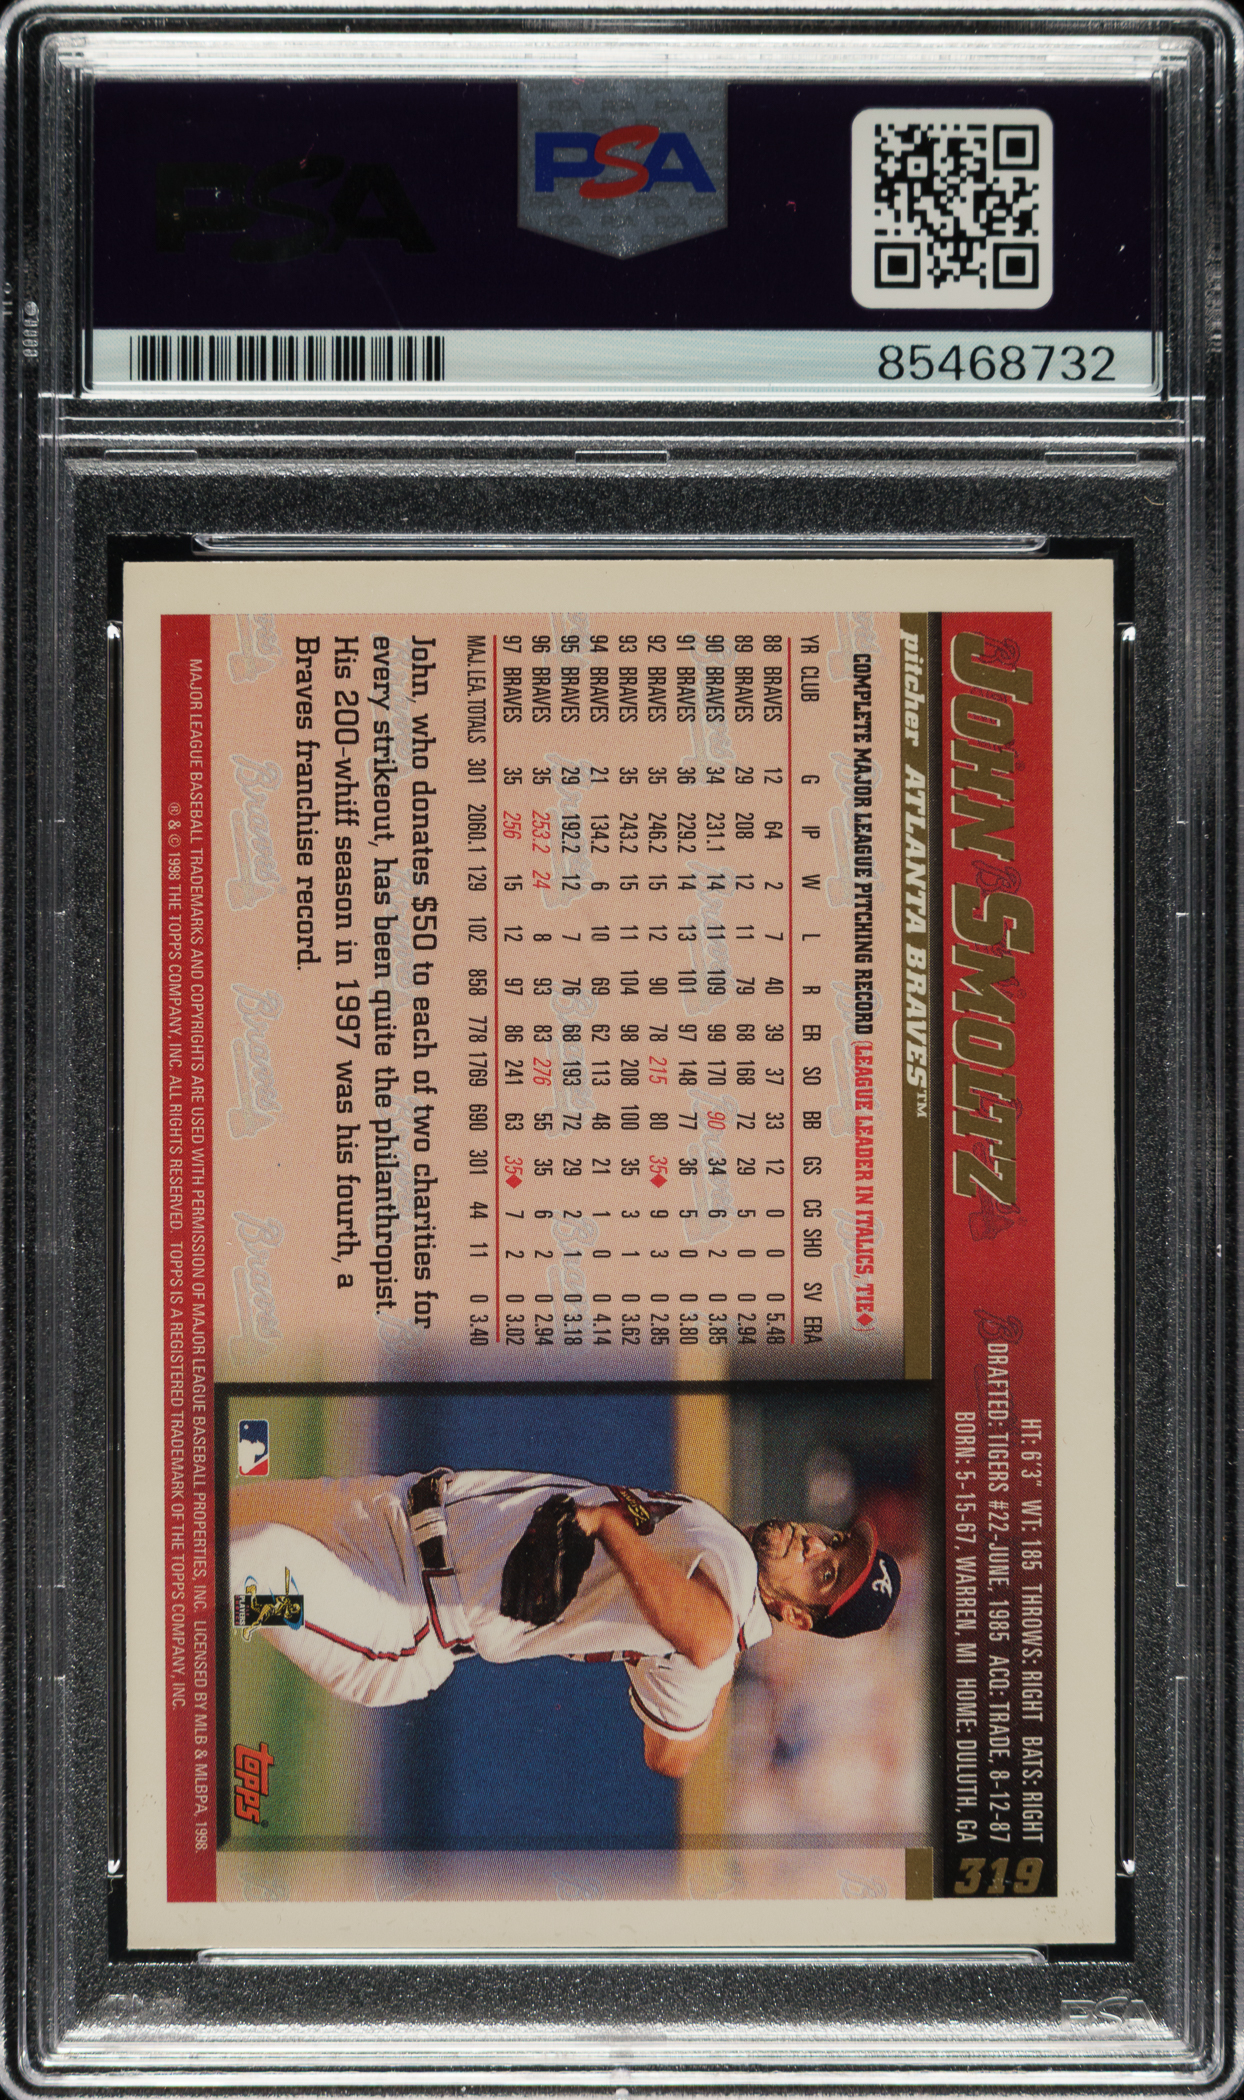 PSA
PSA
85468732
JOHN SMOLTZ
pitcher ATLANTA BRAVES™
HT: 6'3" WT: 185 THROWS: RIGHT BATS: RIGHT
DRAFTED: TIGERS #22-JUNE, 1985 ACQ: TRADE, 8-12-87
BORN: 5-15-67, WARREN, MI HOME: DULUTH, GA
319
COMPLETE MAJOR LEAGUE PITCHING RECORD (LEAGUE LEADER IN ITALICS, TIE♦)
YR CLUB G IP W L R ER SO BB GS CG SHO SV ERA
88 BRAVES 12 64 2 7 40 39 37 33 12 0 0 0 5.48
89 BRAVES 29 208 12 11 79 68 168 72 29 5 0 0 2.94
90 BRAVES 34 231.1 14 11 109 99 170 90 34 6 2 0 3.85
91 BRAVES 36 229.2 14 13 101 97 148 77 36 5 0 0 3.80
92 BRAVES 35 246.2 15 12 90 78 215 80 35♦ 9 3 0 2.85
93 BRAVES 35 243.2 15 11 104 98 208 100 35 3 1 0 3.62
94 BRAVES 21 134.2 6 10 69 62 113 48 21 1 0 0 4.14
95 BRAVES 29 192.2 12 7 76 68 193 72 29 2 1 0 3.18
96 BRAVES 35 253.2 24 8 93 83 276 55 35 6 2 0 2.94
97 BRAVES 35 256 15 12 97 86 241 63 35♦ 7 2 0 3.02
MAJ. LEA. TOTALS 301 2060.1 129 102 858 778 1769 690 301 44 11 0 3.40
John, who donates $50 to each of two charities for
every strikeout, has been quite the philanthropist.
His 200-whiff season in 1997 was his fourth, a
Braves franchise record.
topps®
MAJOR LEAGUE BASEBALL TRADEMARKS AND COPYRIGHTS ARE USED WITH PERMISSION OF MAJOR LEAGUE BASEBALL PROPERTIES, INC. LICENSED BY MLB & MLBPA, 1998.
® & © 1998 THE TOPPS COMPANY, INC. ALL RIGHTS RESERVED. TOPPS IS A REGISTERED TRADEMARK OF THE TOPPS COMPANY, INC.
PSA